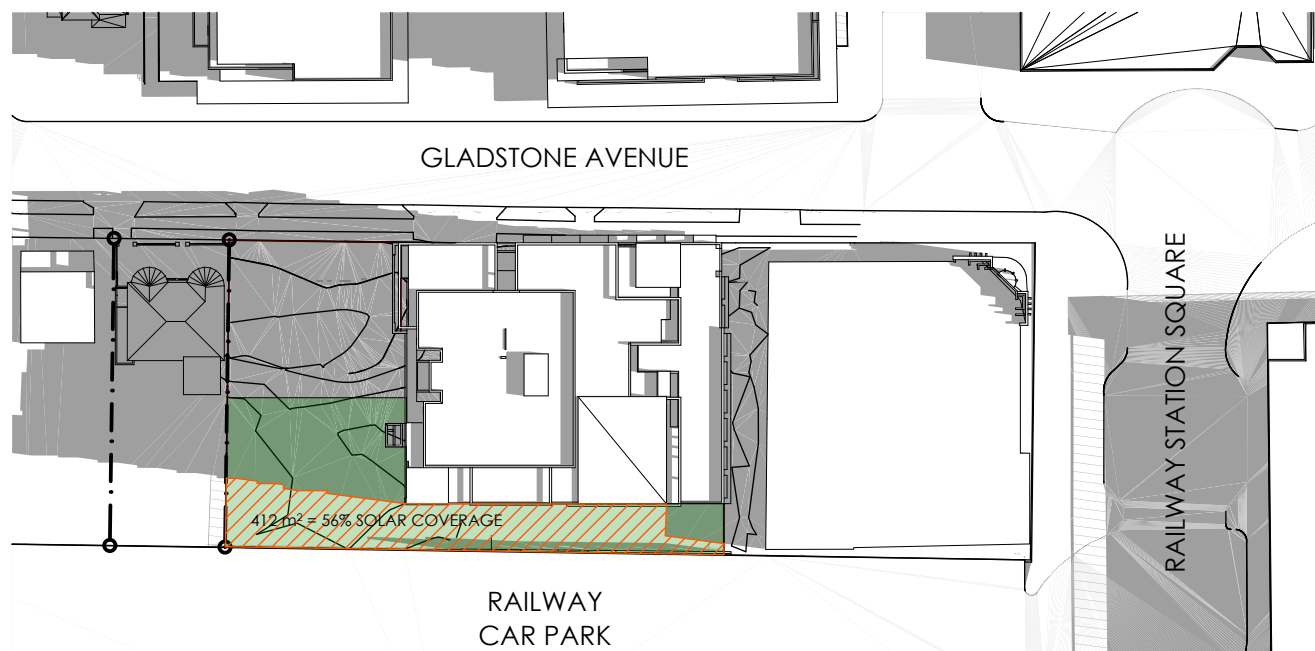 GLADSTONE AVENUE
RAILWAY STATION SQUARE
412 m² = 56% SOLAR COVERAGE
RAILWAY
CAR PARK